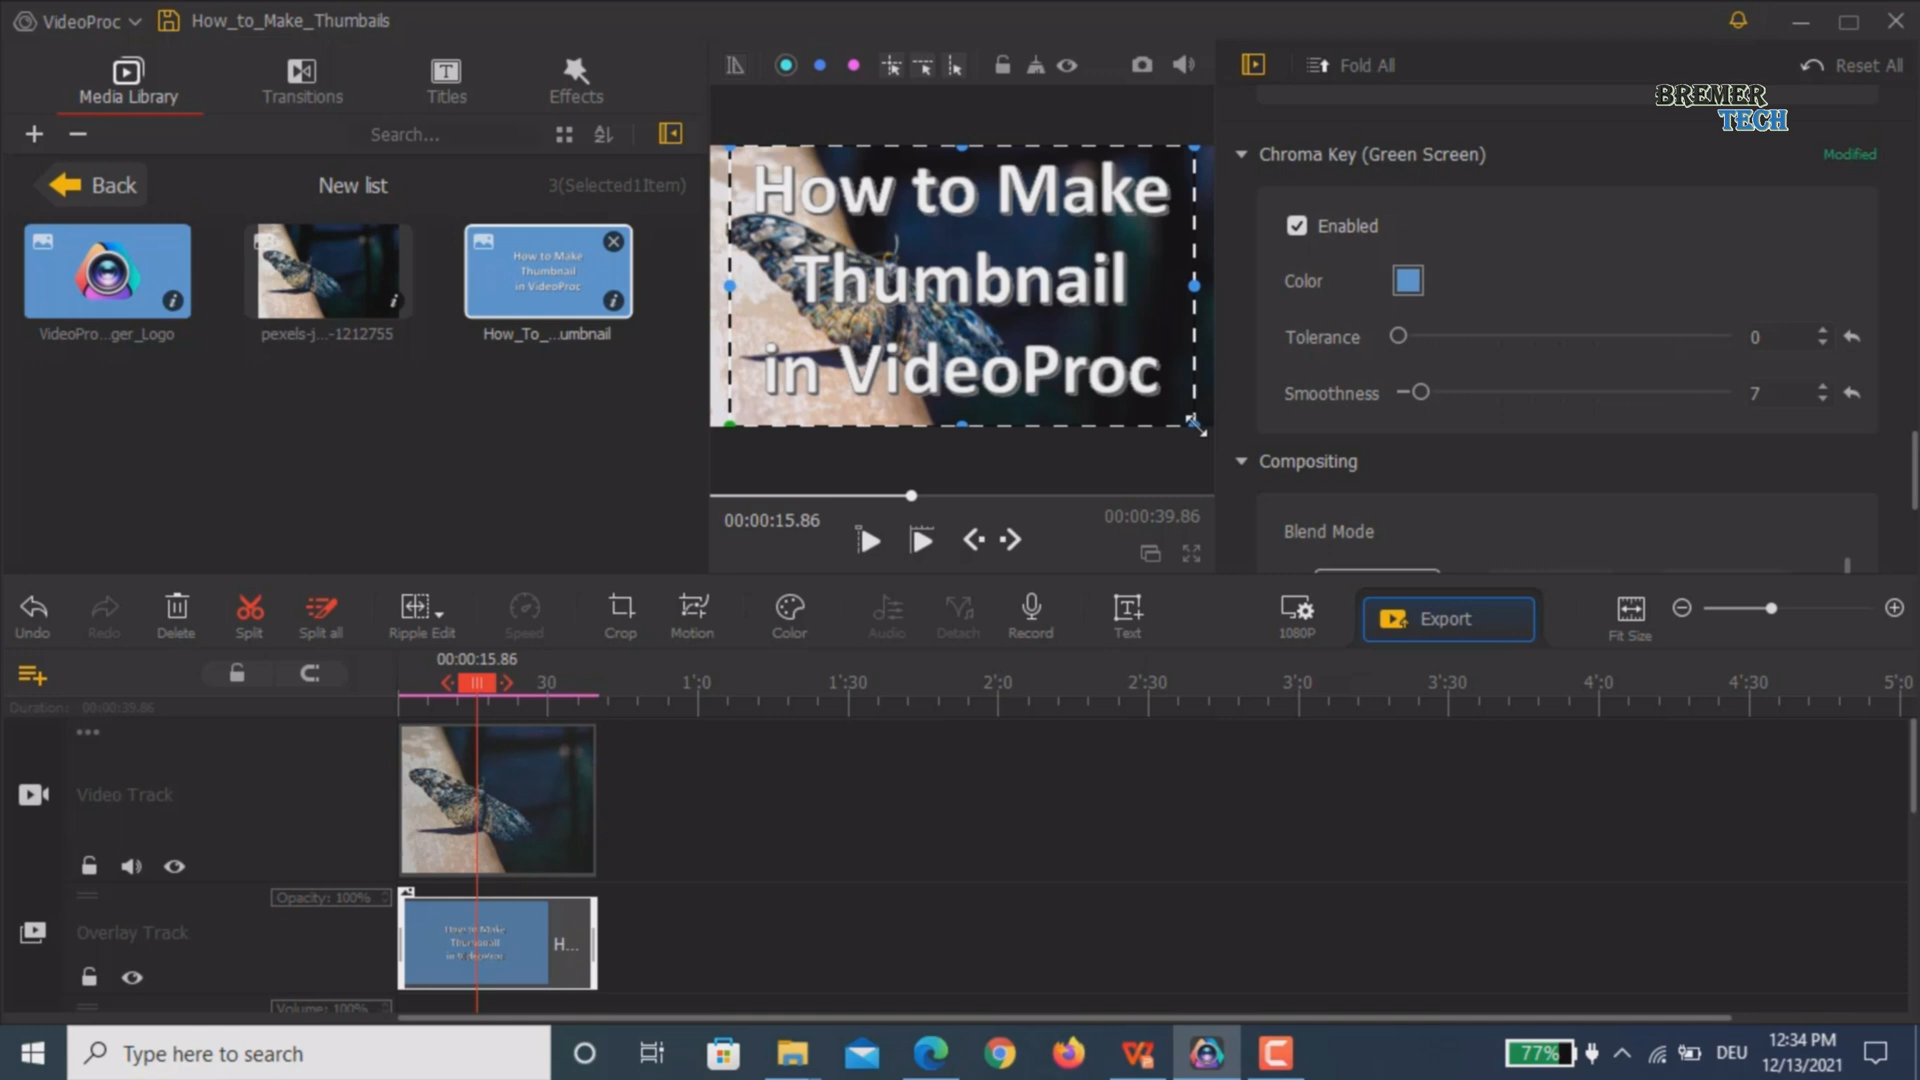 VideoProc
How_to_Make_Thumbails
Media Library
Transitions
Titles
Effects
Search...
Back
New list
3(Selected1Item)
How to Make
Thumbnail
in VideoProc
VideoPro...ger_Logo
pexels-j...-1212755
How_To_...umbnail
How to Make
Thumbnail
in VideoProc
00:00:15.86
00:00:39.86
Fold All
Reset All
BREMER
TECH
Chroma Key (Green Screen)
Modified
Enabled
Color
Tolerance
0
Smoothness
7
Compositing
Blend Mode
Undo
Redo
Delete
Split
Split all
Ripple Edit
Speed
Crop
Motion
Color
Audio
Detach
Record
Text
1080P
Export
Fit Size
00:00:15.86
30
1':0
1':30
2':0
2':30
3':0
3':30
4':0
4':30
5':0
Duration: 00:00:39.86
Video Track
Opacity: 100%
Overlay Track
How to Make
Thumbnail
in VideoProc
H...
Volume: 100%
Type here to search
77%
DEU
12:34 PM
12/13/2021